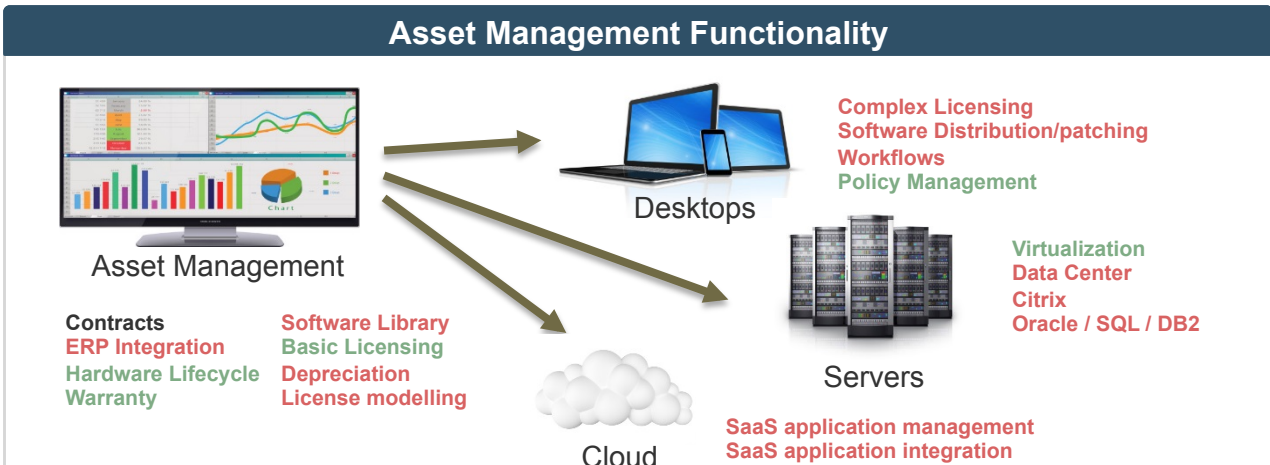 Asset Management Functionality
Complex Licensing
Software Distribution/patching
Workflows
Policy Management
Desktops
Asset Management
Virtualization
Data Center
Citrix
Oracle / SQL / DB2
Contracts
ERP Integration
Hardware Lifecycle
Warranty
Software Library
Basic Licensing
Depreciation
License modelling
Servers
Cloud
SaaS application management
SaaS application integration
Chart